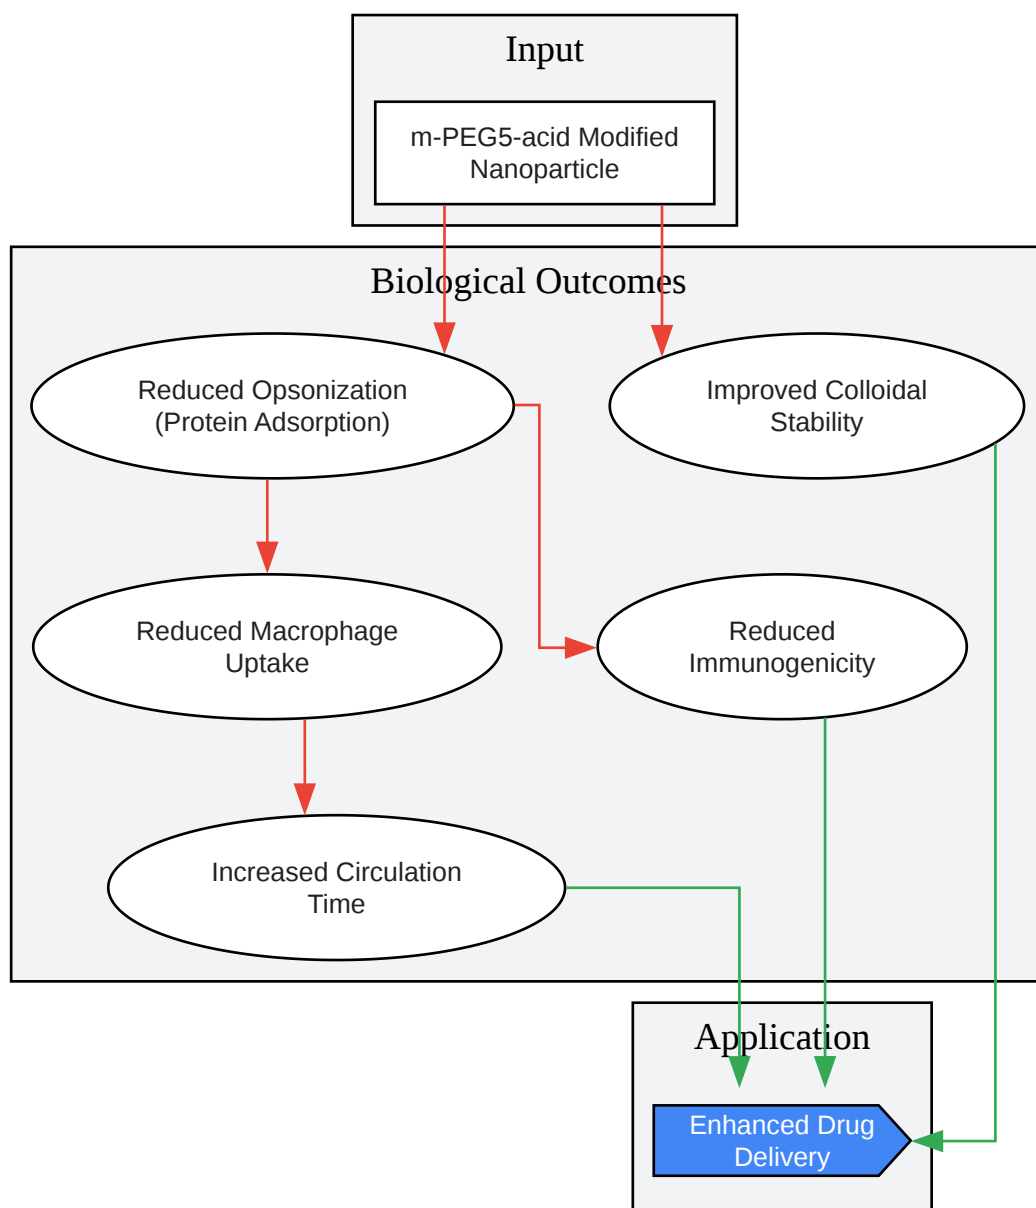 Input
m-PEG5-acid Modified
Nanoparticle
Biological Outcomes
Reduced Opsonization
(Protein Adsorption)
Improved Colloidal
Stability
Reduced Macrophage
Uptake
Reduced
Immunogenicity
Increased Circulation
Time
Application
Enhanced Drug
Delivery